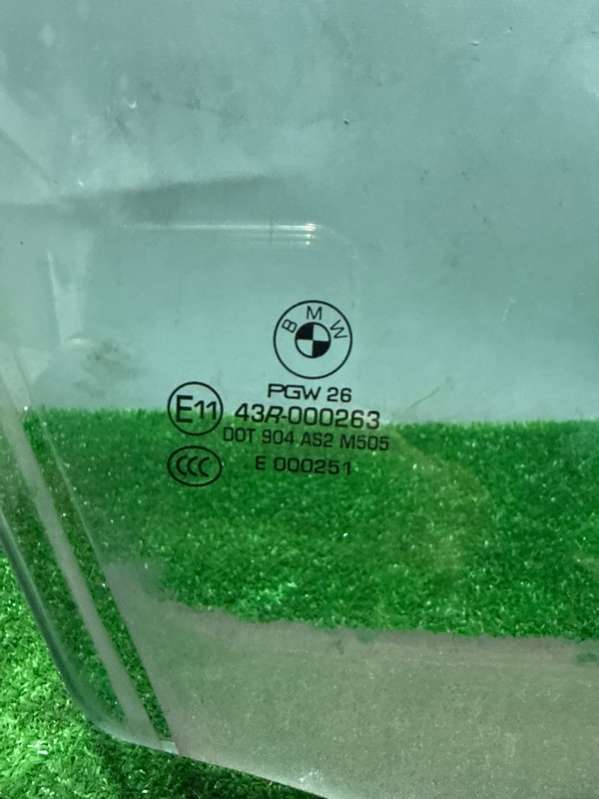 BMW
PGW 26
E11 43R-000263
DOT 904 AS2 M505
CCC E 000251